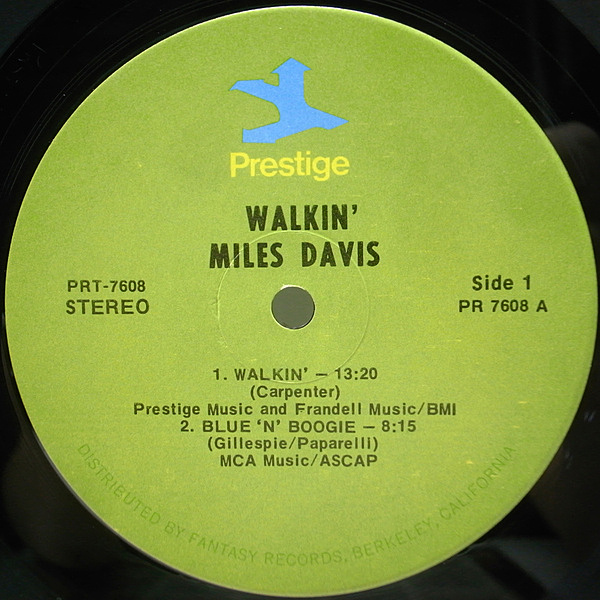 Prestige
WALKIN'
MILES DAVIS
PRT-7608
STEREO
Side 1
PR 7608 A
1. WALKIN' — 13:20
(Carpenter)
Prestige Music and Frandell Music/BMI
2. BLUE 'N' BOOGIE — 8:15
(Gillespie/Paparelli)
MCA Music/ASCAP
DISTRIBUTED BY FANTASY RECORDS, BERKELEY, CALIFORNIA